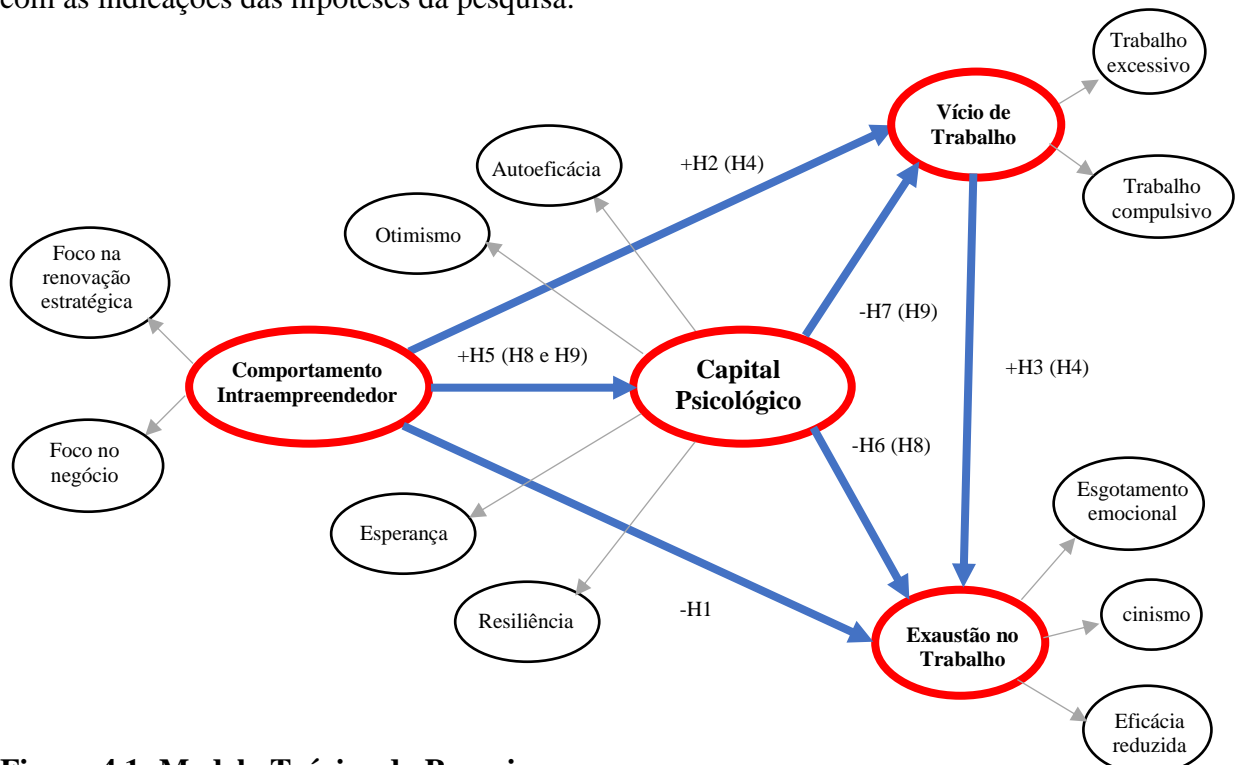 com as indicações das hipóteses da pesquisa.
Trabalho
excessivo
Vício de
Trabalho
Autoeficácia
+H2 (H4)
Trabalho
compulsivo
Otimismo
Foco na
renovação
estratégica
-H7 (H9)
+H5 (H8 e H9)
Comportamento
Intraempreendedor
Capital
Psicológico
+H3 (H4)
Foco no
negócio
-H6 (H8)
Esgotamento
emocional
Esperança
-H1
Resiliência
cinismo
Exaustão no
Trabalho
Eficácia
reduzida
Figura 4.1: Modelo Teórico da Pesquisa